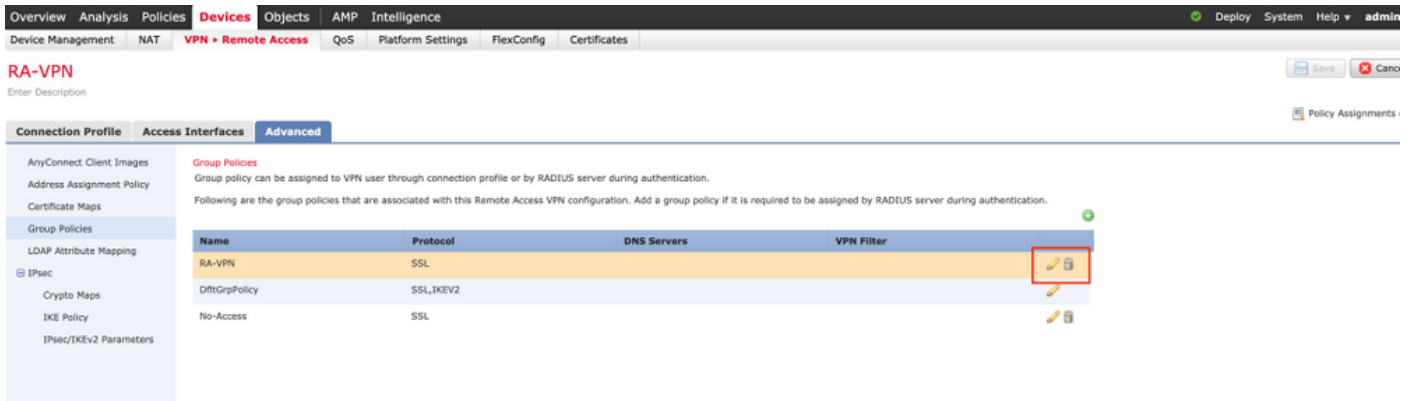 Overview Analysis Policies Devices Objects AMP Intelligence Deploy System Help admin
Device Management NAT VPN ▸ Remote Access QoS Platform Settings FlexConfig Certificates
RA-VPN
Save Canc
Enter Description
Policy Assignments
Connection Profile Access Interfaces Advanced
AnyConnect Client Images
Address Assignment Policy
Certificate Maps
Group Policies
LDAP Attribute Mapping
IPsec
Crypto Maps
IKE Policy
IPsec/IKEv2 Parameters
Group Policies
Group policy can be assigned to VPN user through connection profile or by RADIUS server during authentication.
Following are the group policies that are associated with this Remote Access VPN configuration. Add a group policy if it is required to be assigned by RADIUS server during authentication.
Name Protocol DNS Servers VPN Filter
RA-VPN SSL
DfltGrpPolicy SSL,IKEV2
No-Access SSL